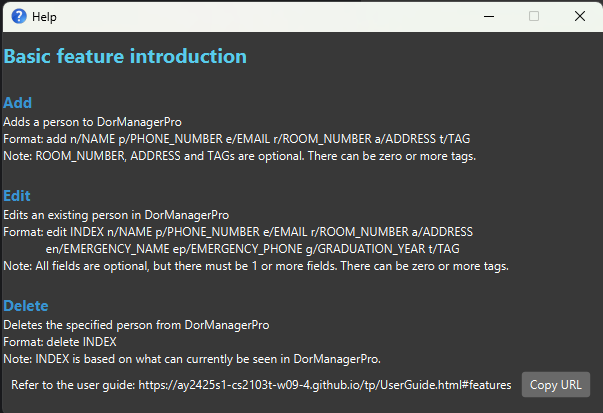 Help
Basic feature introduction
Add
Adds a person to DorManagerPro
Format: add n/NAME p/PHONE_NUMBER e/EMAIL r/ROOM_NUMBER a/ADDRESS t/TAG
Note: ROOM_NUMBER, ADDRESS and TAGs are optional. There can be zero or more tags.
Edit
Edits an existing person in DorManagerPro
Format: edit INDEX n/NAME p/PHONE_NUMBER e/EMAIL r/ROOM_NUMBER a/ADDRESS
en/EMERGENCY_NAME ep/EMERGENCY_PHONE g/GRADUATION_YEAR t/TAG
Note: All fields are optional, but there must be 1 or more fields. There can be zero or more tags.
Delete
Deletes the specified person from DorManagerPro
Format: delete INDEX
Note: INDEX is based on what can currently be seen in DorManagerPro.
Refer to the user guide: https://ay2425s1-cs2103t-w09-4.github.io/tp/UserGuide.html#features Copy URL